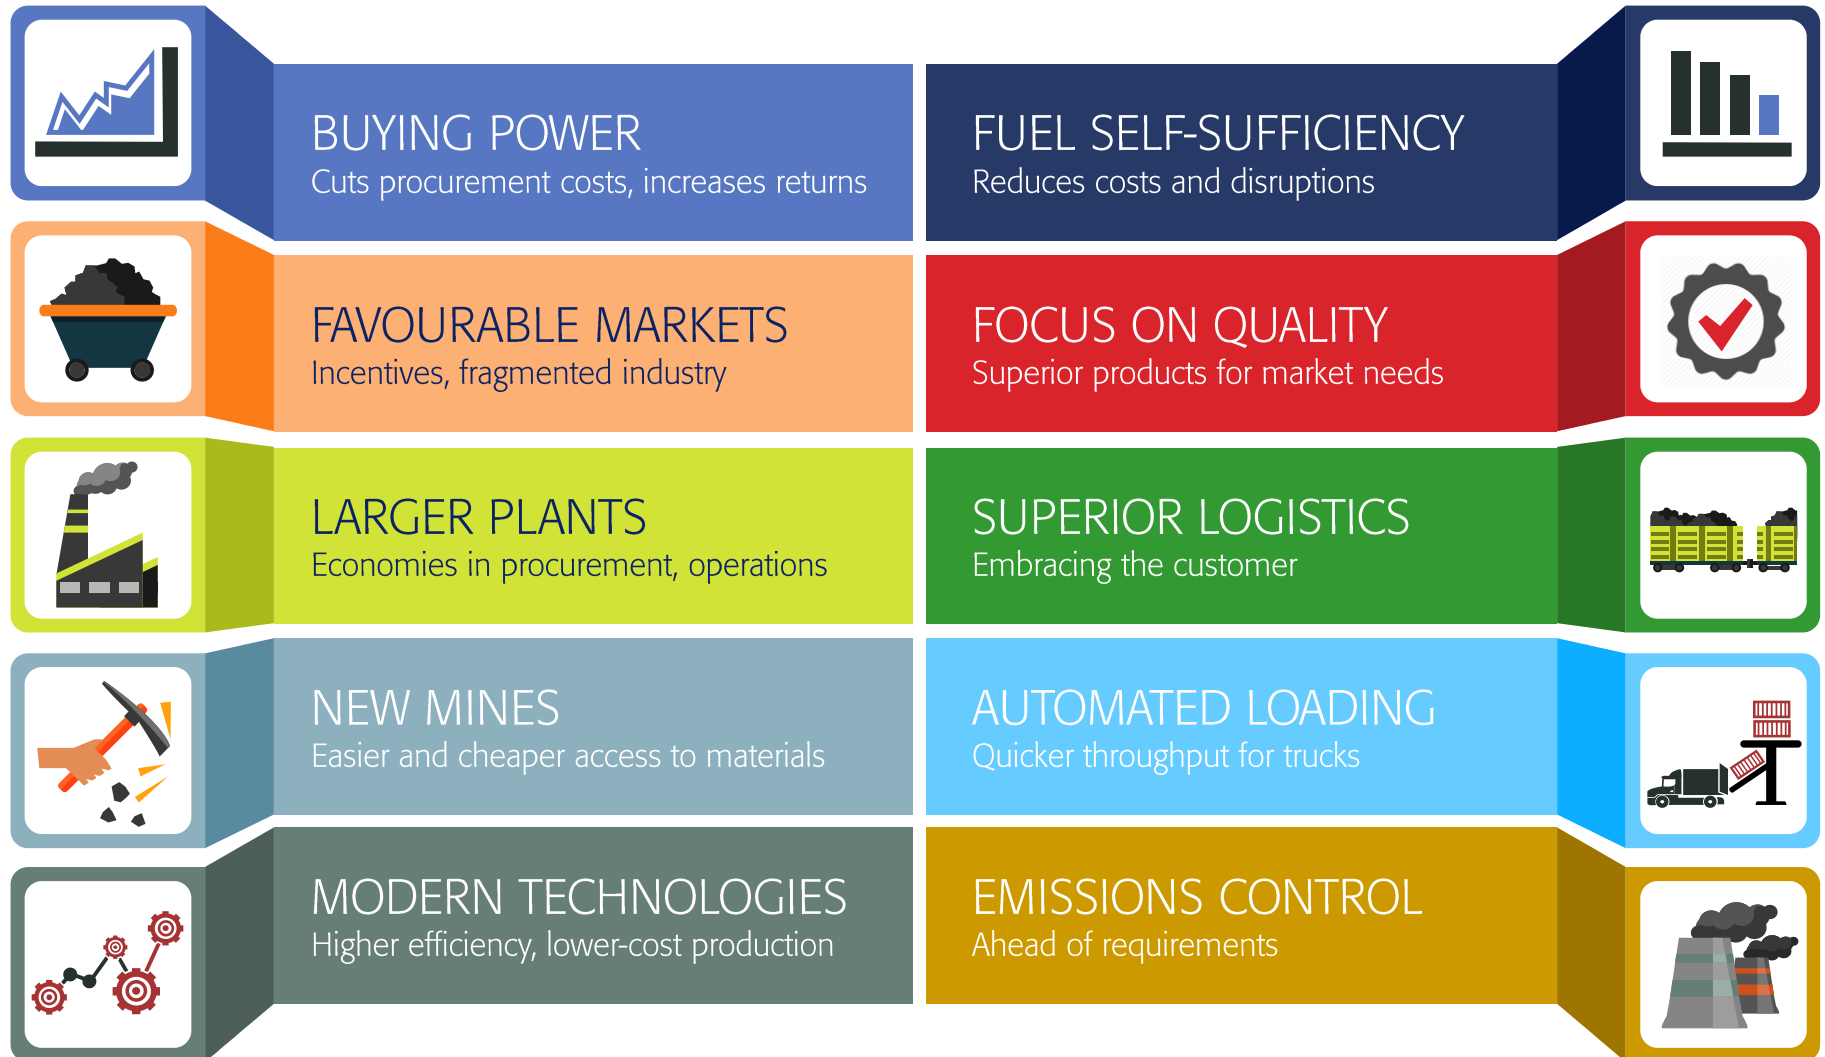 BUYING POWER
Cuts procurement costs, increases returns
FAVOURABLE MARKETS
Incentives, fragmented industry
LARGER PLANTS
Economies in procurement, operations
NEW MINES
Easier and cheaper access to materials
MODERN TECHNOLOGIES
Higher efficiency, lower-cost production
FUEL SELF-SUFFICIENCY
Reduces costs and disruptions
FOCUS ON QUALITY
Superior products for market needs
SUPERIOR LOGISTICS
Embracing the customer
AUTOMATED LOADING
Quicker throughput for trucks
EMISSIONS CONTROL
Ahead of requirements